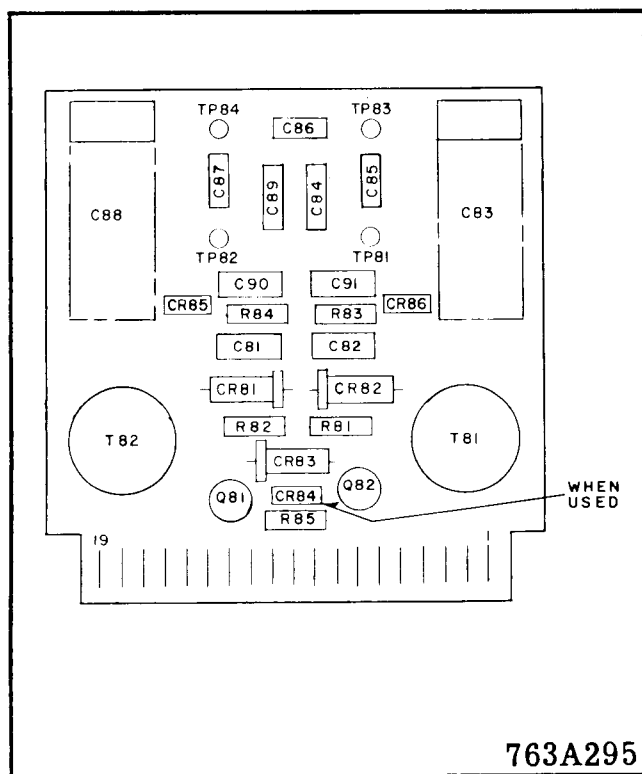 TP84 TP83
C86
C88 C87 C89 C84 C85 C83
TP82 TP81
C90 C91
CR85 CR86
R84 R83
C81 C82
CR81 CR82
R82 R81
T82 T81
CR83
Q81 CR84 Q82
WHEN
USED
R85
19 1
763A295